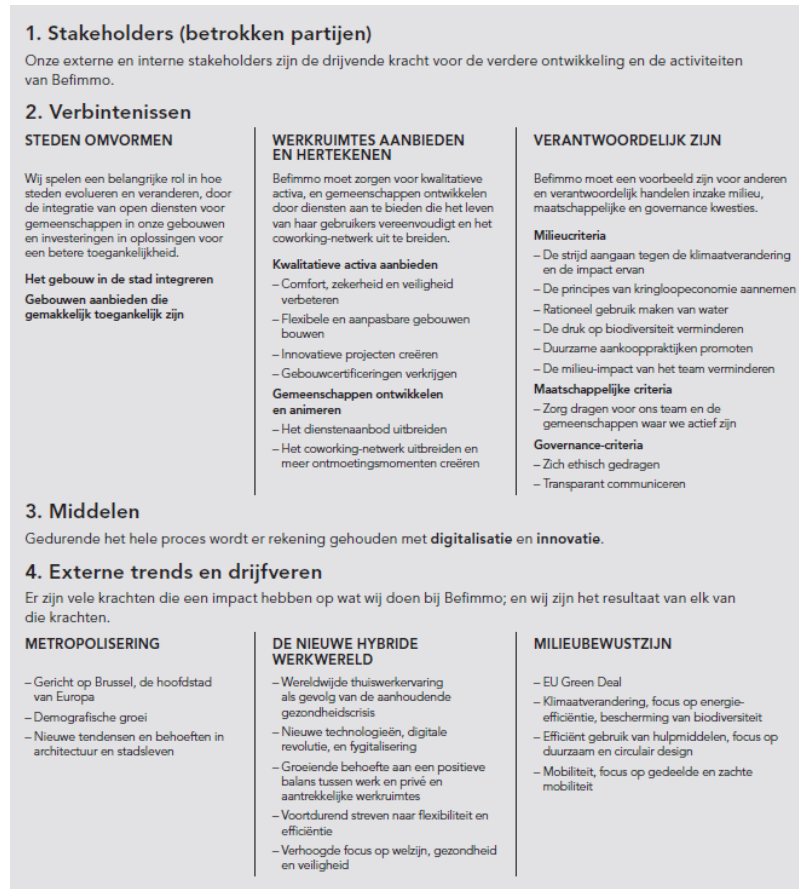 1. Stakeholders (betrokken partijen)
Onze externe en interne stakeholders zijn de drijvende kracht voor de verdere ontwikkeling en de activiteiten
van Befimmo.
2. Verbintenissen
STEDEN OMVORMEN
Wij spelen een belangrijke rol in hoe
steden evolueren en veranderen, door
de integratie van open diensten voor
gemeenschappen in onze gebouwen
en investeringen in oplossingen voor
een betere toegankelijkheid.
Het gebouw in de stad integreren
Gebouwen aanbieden die
gemakkelijk toegankelijk zijn
WERKRUIMTES AANBIEDEN
EN HERTEKENEN
Befimmo moet zorgen voor kwalitatieve
activa, en gemeenschappen ontwikkelen
door diensten aan te bieden die het leven
van haar gebruikers vereenvoudigt en het
coworking-netwerk uit te breiden.
Kwalitatieve activa aanbieden
– Comfort, zekerheid en veiligheid
verbeteren
– Flexibele en aanpasbare gebouwen
bouwen
– Innovatieve projecten creëren
– Gebouwcertificeringen verkrijgen
Gemeenschappen ontwikkelen
en animeren
– Het dienstenaanbod uitbreiden
– Het coworking-netwerk uitbreiden en
meer ontmoetingsmomenten creëren
VERANTWOORDELIJK ZIJN
Befimmo moet een voorbeeld zijn voor anderen
en verantwoordelijk handelen inzake milieu,
maatschappelijke en governance kwesties.
Milieucriteria
– De strijd aangaan tegen de klimaatverandering
en de impact ervan
– De principes van kringloopeconomie aannemen
– Rationeel gebruik maken van water
– De druk op biodiversiteit verminderen
– Duurzame aankooppraktijken promoten
– De milieu-impact van het team verminderen
Maatschappelijke criteria
– Zorg dragen voor ons team en de
gemeenschappen waar we actief zijn
Governance-criteria
– Zich ethisch gedragen
– Transparant communiceren
3. Middelen
Gedurende het hele proces wordt er rekening gehouden met digitalisatie en innovatie.
4. Externe trends en drijfveren
Er zijn vele krachten die een impact hebben op wat wij doen bij Befimmo; en wij zijn het resultaat van elk van
die krachten.
METROPOLISERING
– Gericht op Brussel, de hoofdstad
van Europa
– Demografische groei
– Nieuwe tendensen en behoeften in
architectuur en stadsleven
DE NIEUWE HYBRIDE
WERKWERELD
– Wereldwijde thuiswerkervaring
als gevolg van de aanhoudende
gezondheidscrisis
– Nieuwe technologieën, digitale
revolutie, en fygitalisering
– Groeiende behoefte aan een positieve
balans tussen werk en privé en
aantrekkelijke werkruimtes
– Voortdurend streven naar flexibiliteit en
efficiëntie
– Verhoogde focus op welzijn, gezondheid
en veiligheid
MILIEUBEWUSTZIJN
– EU Green Deal
– Klimaatverandering, focus op energie-
efficiëntie, bescherming van biodiversiteit
– Efficiënt gebruik van hulpmiddelen, focus op
duurzaam en circulair design
– Mobiliteit, focus op gedeelde en zachte
mobiliteit